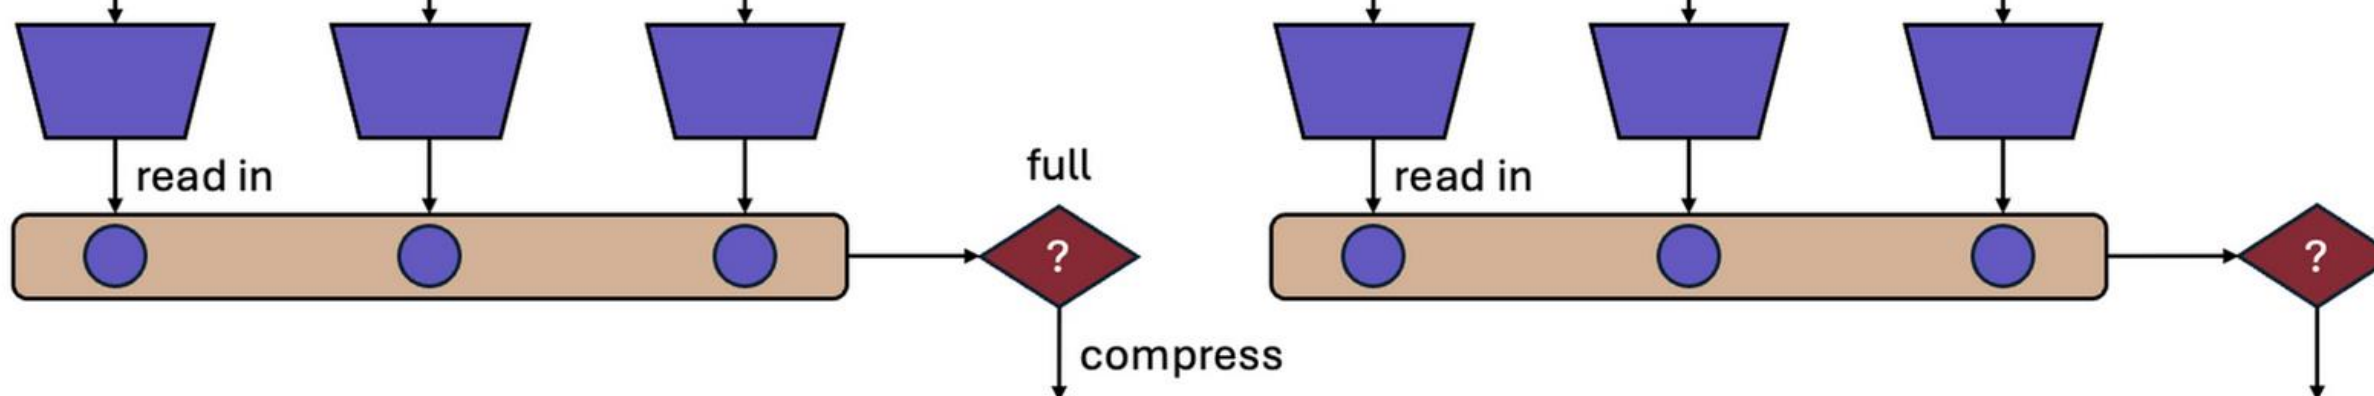 full
read in
read in
?
?
compress